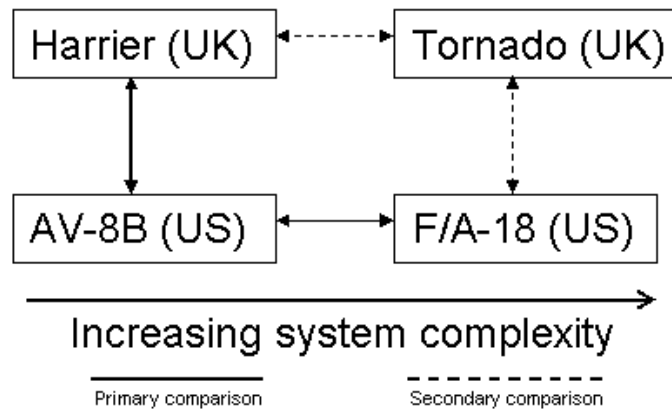 Harrier (UK)
Tornado (UK)
AV-8B (US)
F/A-18 (US)
Increasing system complexity
Primary comparison
Secondary comparison